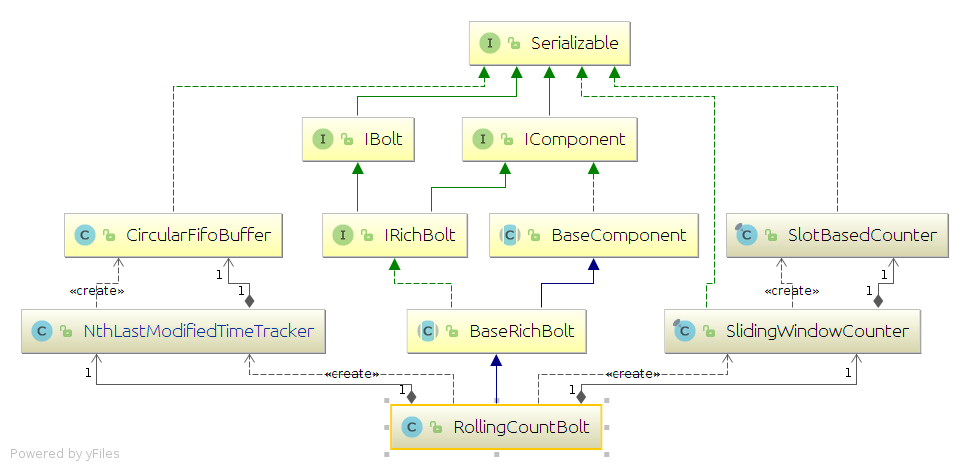 I Serializable
I IBolt
I IComponent
C CircularFifoBuffer
I IRichBolt
C BaseComponent
C SlotBasedCounter
1
1
«create»
1
1
«create»
1
C NthLastModifiedTimeTracker
C BaseRichBolt
C SlidingWindowCounter
1
«create»
1
1
«create»
1
C RollingCountBolt
Powered by yFiles